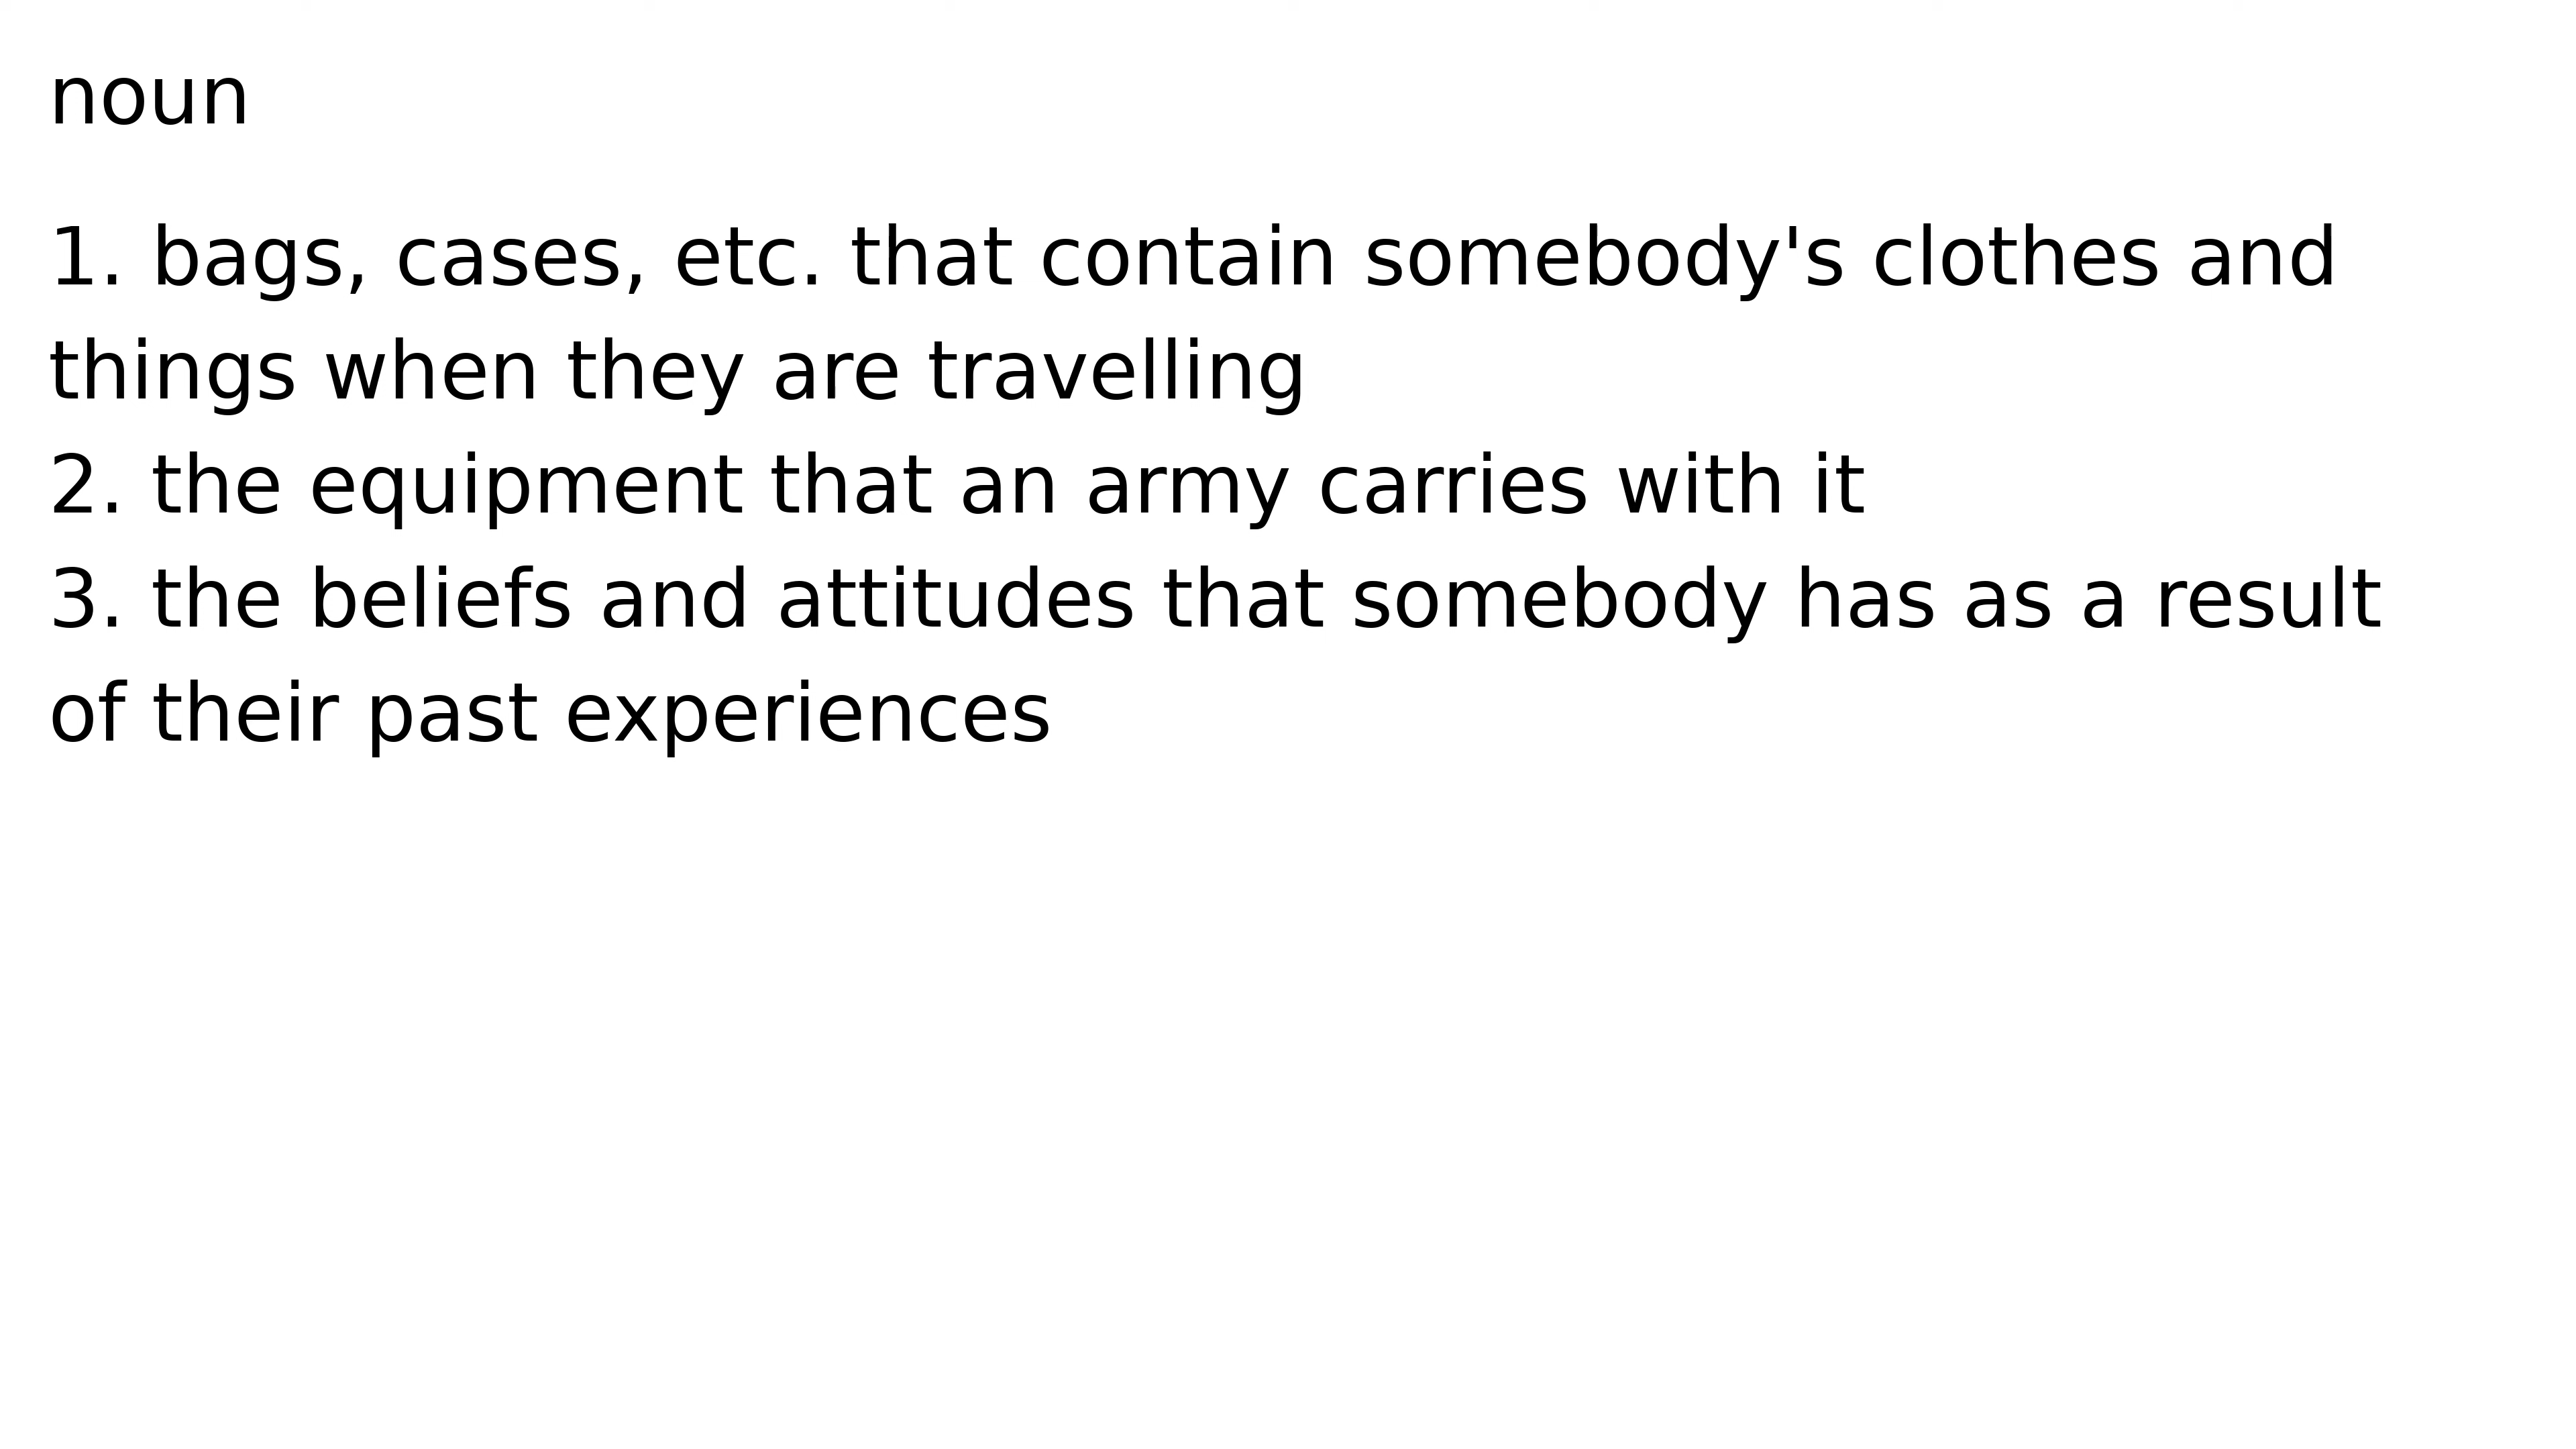 noun
1. bags, cases, etc. that contain somebody's clothes and
things when they are travelling
2. the equipment that an army carries with it
3. the beliefs and attitudes that somebody has as a result
of their past experiences